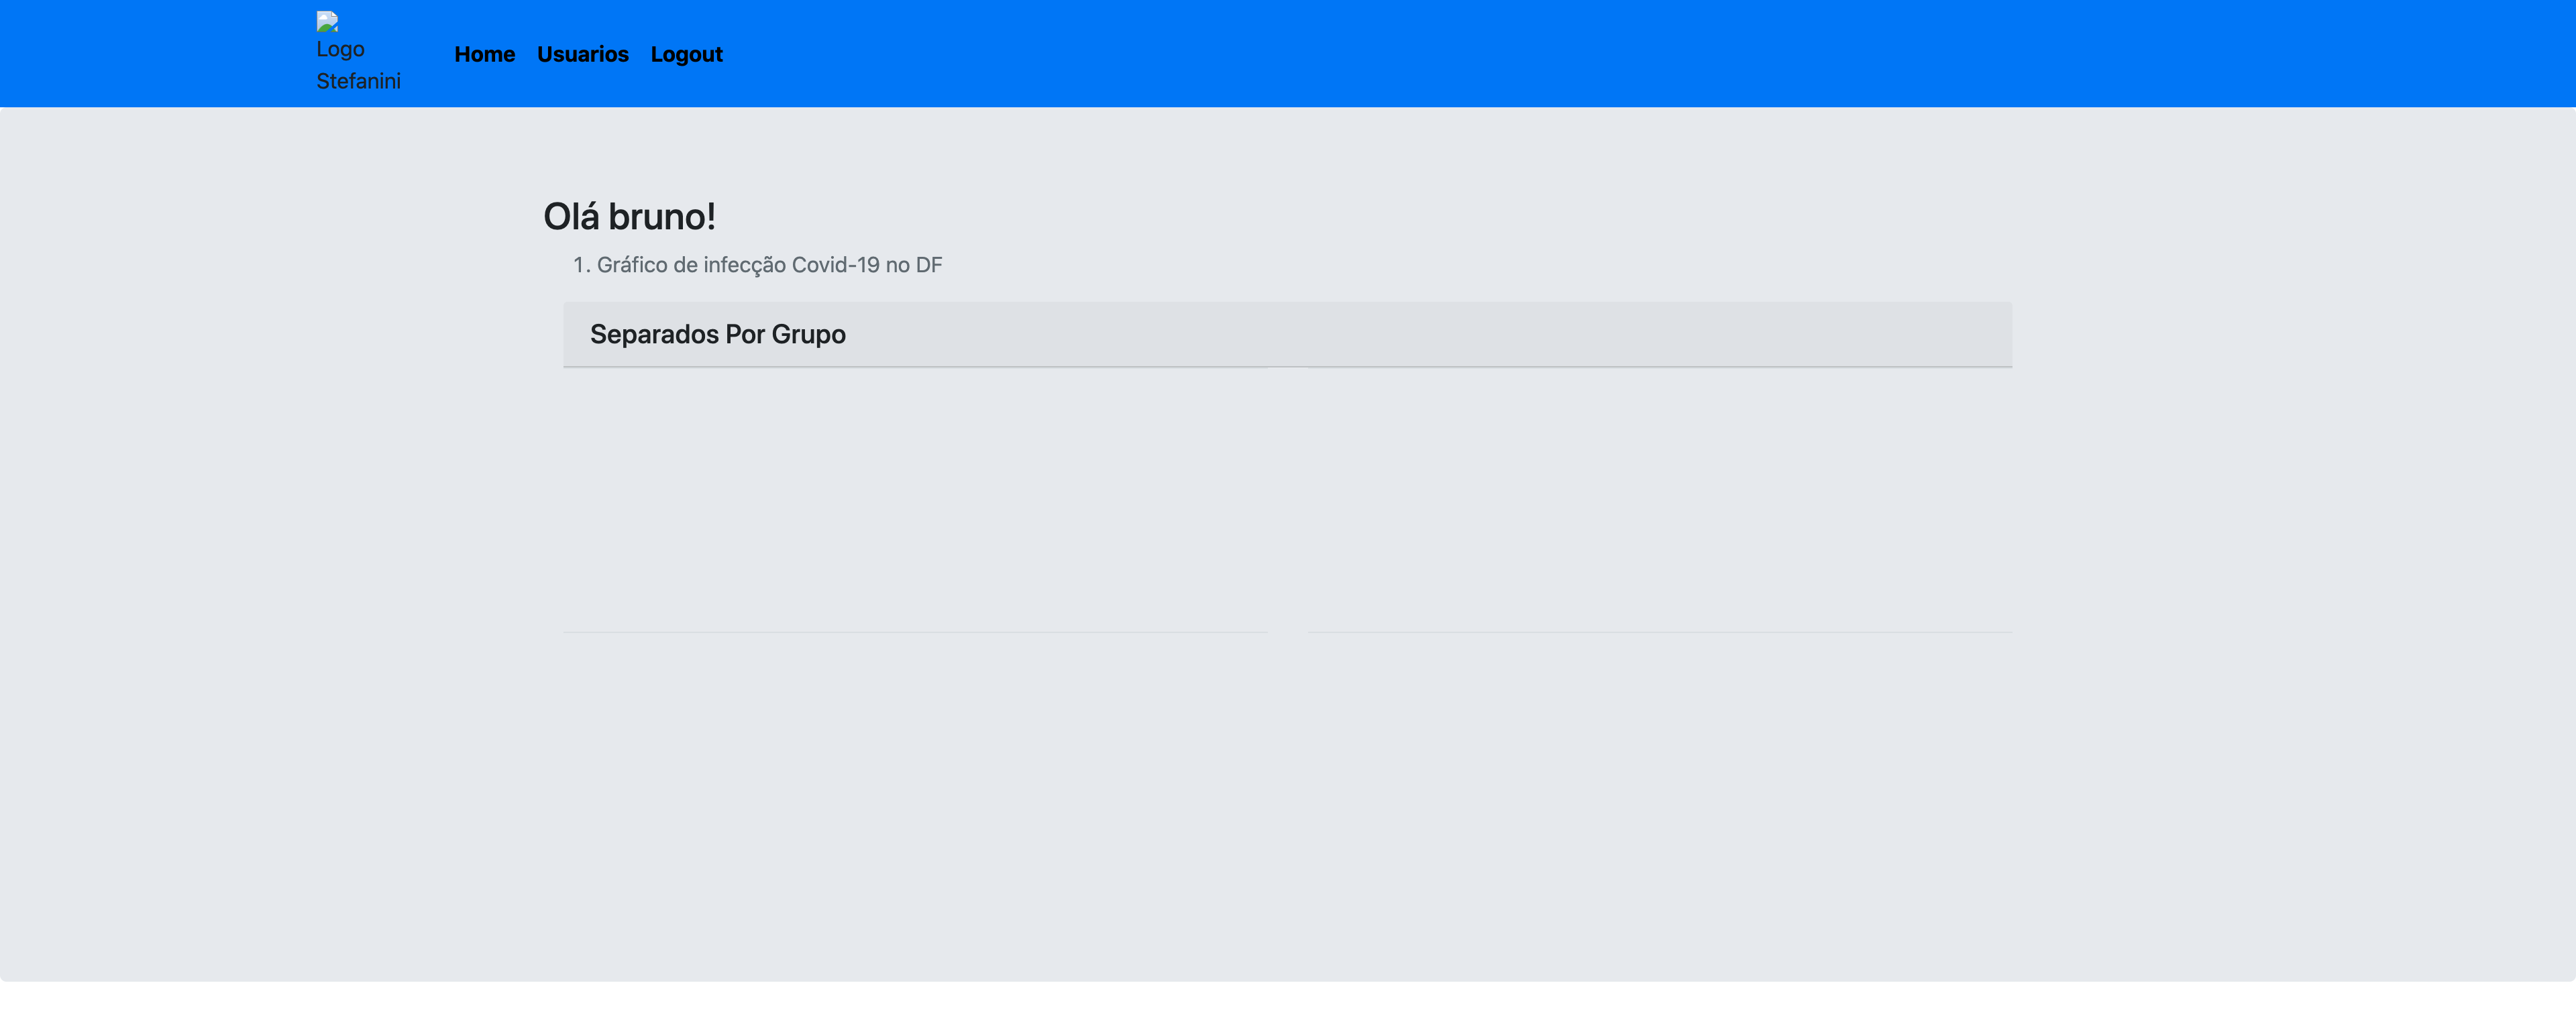 Logo
Stefanini
Home Usuarios Logout
Olá bruno!
1. Gráfico de infecção Covid-19 no DF
Separados Por Grupo